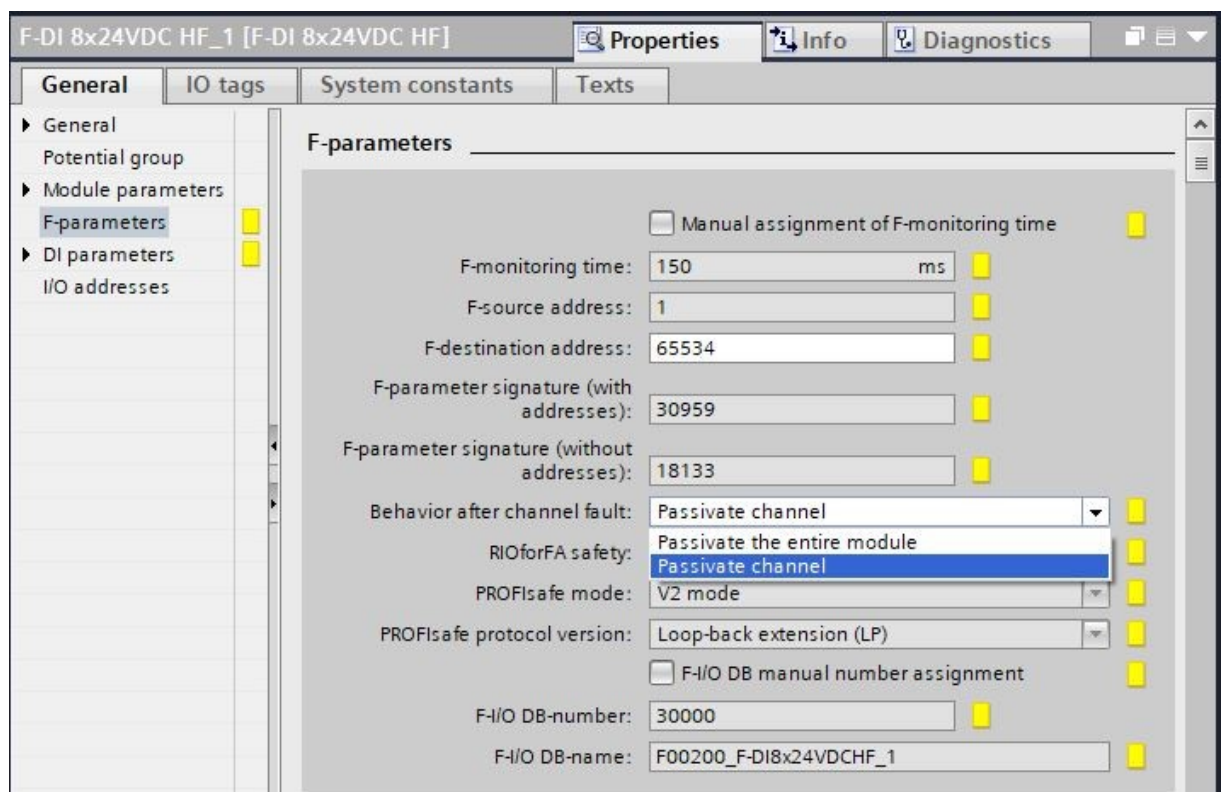 F-DI 8x24VDC HF_1 [F-DI 8x24VDC HF]
Properties
Info
Diagnostics
General
IO tags
System constants
Texts
General
Potential group
Module parameters
F-parameters
DI parameters
I/O addresses
F-parameters
Manual assignment of F-monitoring time
F-monitoring time: 150 ms
F-source address: 1
F-destination address: 65534
F-parameter signature (with
addresses): 30959
F-parameter signature (without
addresses): 18133
Behavior after channel fault: Passivate channel
Passivate the entire module
RIOforFA safety:
Passivate channel
PROFIsafe mode: V2 mode
PROFIsafe protocol version: Loop-back extension (LP)
F-I/O DB manual number assignment
F-I/O DB-number: 30000
F-I/O DB-name: F00200_F-DI8x24VDCHF_1